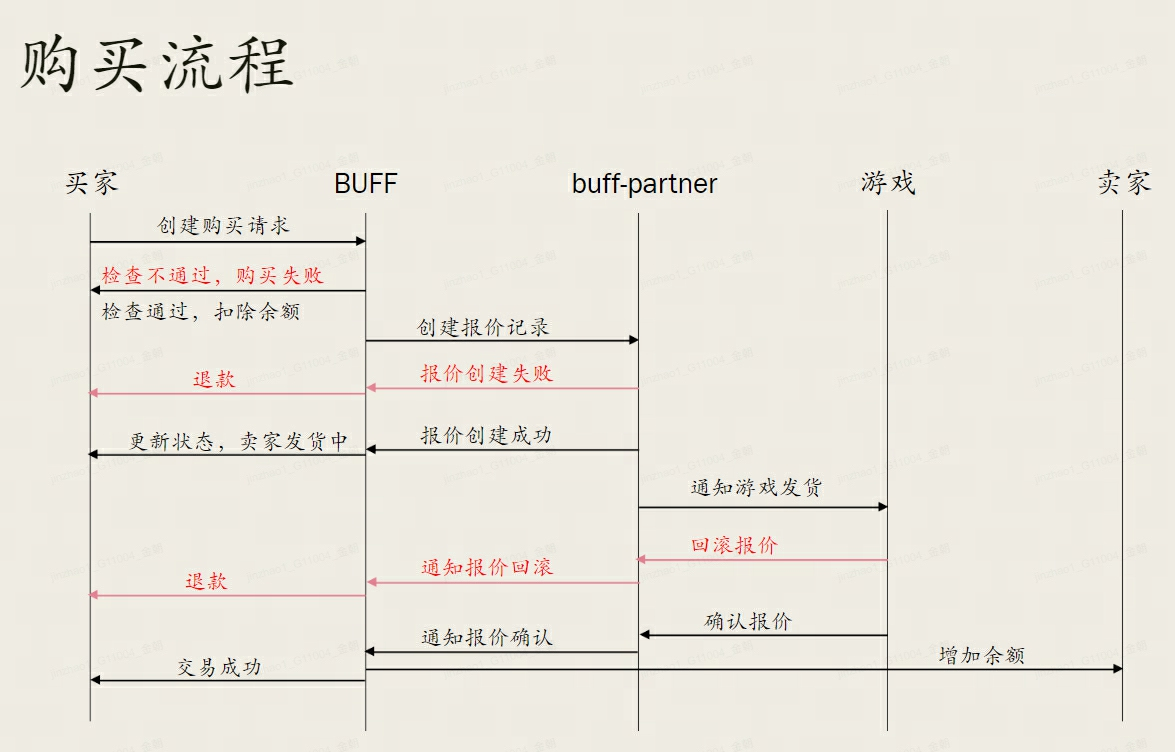 购买流程
买家
BUFF
buff-partner
游戏
卖家
创建购买请求
检查不通过，购买失败
检查通过，扣除余额
创建报价记录
报价创建失败
退款
报价创建成功
更新状态，卖家发货中
通知游戏发货
回滚报价
通知报价回滚
退款
确认报价
通知报价确认
增加余额
交易成功